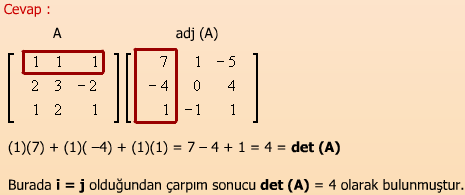 Cevap :
A adj (A)
1 1 1 7 1 - 5
2 3 - 2 - 4 0 4
1 2 1 1 - 1 1
(1)(7) + (1)( –4) + (1)(1) = 7 – 4 + 1 = 4 = det (A)
Burada i = j olduğundan çarpım sonucu det (A) = 4 olarak bulunmuştur.